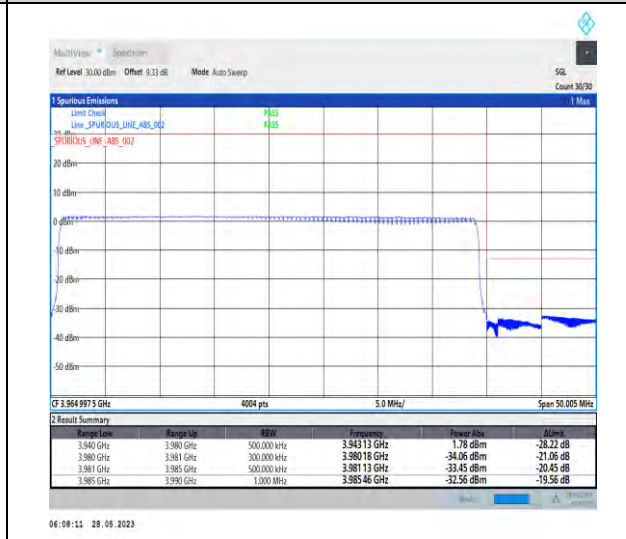 MultiView Spectrum
Ref Level 30.00 dBm Offset 9.33 dB Mode Auto Sweep SGL
Count 30/30
1 Spurious Emissions 1 Max
Limit Check PASS
Line _SPURIOUS_LINE_ABS_002 PASS
_SPURIOUS_LINE_ABS_002
20 dBm
10 dBm
0 dBm
-10 dBm
-20 dBm
-30 dBm
-40 dBm
-50 dBm
CF 3.964 997 5 GHz 4004 pts 5.0 MHz/ Span 50.005 MHz
2 Result Summary
Range Low Range Up RBW Frequency Power Abs ΔLimit
3.940 GHz 3.980 GHz 500.000 kHz 3.943 13 GHz 1.78 dBm -28.22 dB
3.980 GHz 3.981 GHz 300.000 kHz 3.980 18 GHz -34.06 dBm -21.06 dB
3.981 GHz 3.985 GHz 500.000 kHz 3.981 13 GHz -33.45 dBm -20.45 dB
3.985 GHz 3.990 GHz 1.000 MHz 3.985 46 GHz -32.56 dBm -19.56 dB
06:08:11 28.05.2023